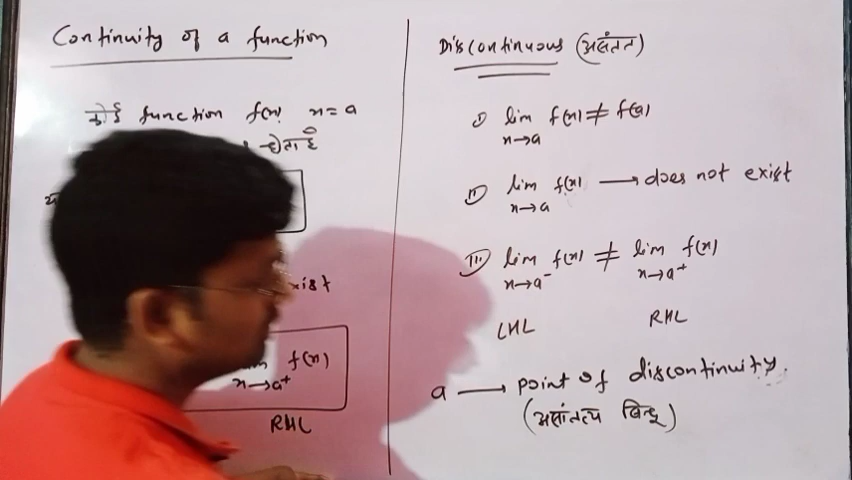 Continuity of a function
कोई function f(x) x=a
होता है
य
xist
f(x)
x→a⁺
RHL
Discontinuous (असंतत)
I) lim f(x) ≠ f(a)
x→a
II) lim f(x) → does not exist
x→a
III) lim f(x) ≠ lim f(x)
x→a⁻ x→a⁺
LHL RHL
a → point of discontinuity.
(असांतत्य बिन्दू)